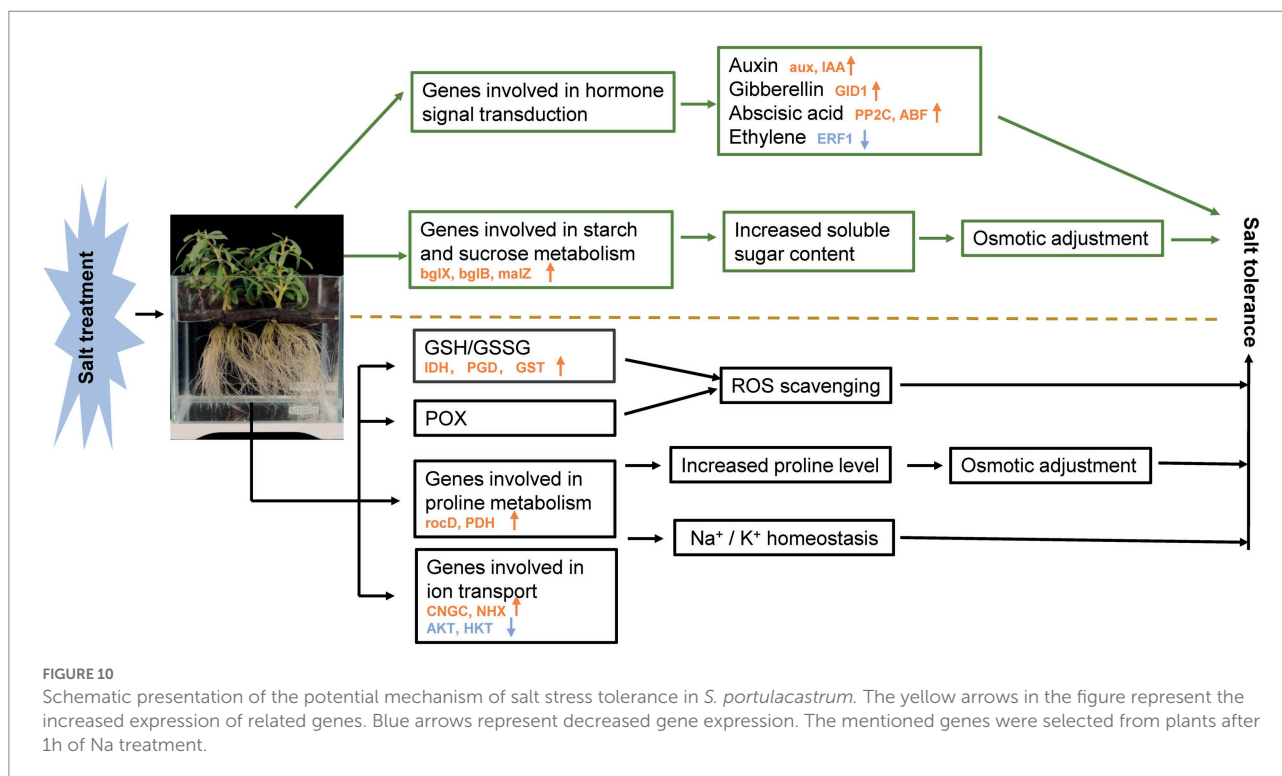 Salt treatment
Genes involved in hormone
signal transduction
Auxin aux, IAA↑
Gibberellin GID1 ↑
Abscisic acid PP2C, ABF ↑
Ethylene ERF1 ↓
Genes involved in starch
and sucrose metabolism
bglX, bglB, malZ ↑
Increased soluble
sugar content
Osmotic adjustment
Salt tolerance
GSH/GSSG
IDH, PGD, GST ↑
POX
ROS scavenging
Genes involved in
proline metabolism
rocD, PDH ↑
Increased proline level
Osmotic adjustment
Na⁺ / K⁺ homeostasis
Genes involved in
ion transport
CNGC, NHX ↑
AKT, HKT ↓
FIGURE 10
Schematic presentation of the potential mechanism of salt stress tolerance in S. portulacastrum. The yellow arrows in the figure represent the
increased expression of related genes. Blue arrows represent decreased gene expression. The mentioned genes were selected from plants after
1h of Na treatment.